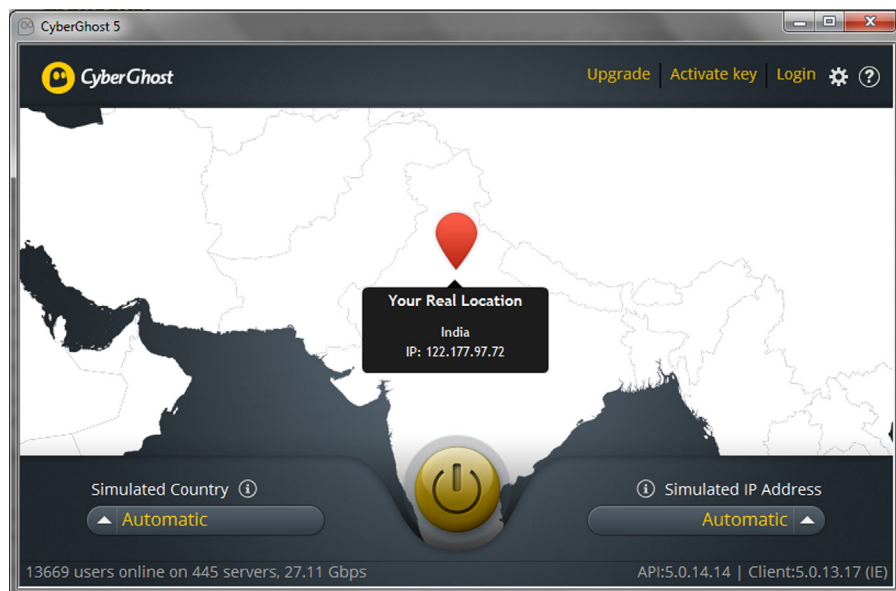 CyberGhost 5
CyberGhost
Upgrade Activate key Login
Your Real Location
India
IP: 122.177.97.72
Simulated Country
Simulated IP Address
Automatic
Automatic
13669 users online on 445 servers, 27.11 Gbps
API:5.0.14.14 | Client:5.0.13.17 (IE)